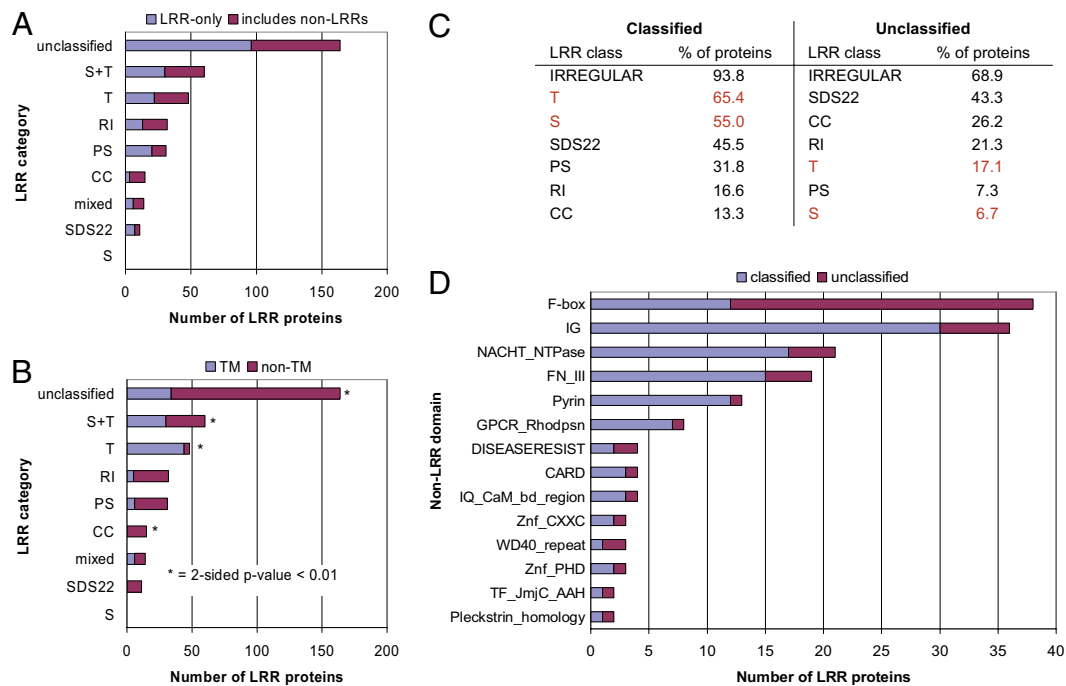 A
LRR-only includes non-LRRs
LRR category
unclassified
S+T
T
RI
PS
CC
mixed
SDS22
S
0 50 100 150 200
Number of LRR proteins
B
TM non-TM
LRR category
unclassified *
S+T *
T *
RI
PS
CC *
mixed
* = 2-sided p-value < 0.01
SDS22
S
0 50 100 150 200
Number of LRR proteins
C
Classified Unclassified
LRR class % of proteins LRR class % of proteins
IRREGULAR 93.8 IRREGULAR 68.9
T 65.4 SDS22 43.3
S 55.0 CC 26.2
SDS22 45.5 RI 21.3
PS 31.8 T 17.1
RI 16.6 PS 7.3
CC 13.3 S 6.7
D
classified unclassified
Non-LRR domain
F-box
IG
NACHT_NTPase
FN_III
Pyrin
GPCR_Rhodpsn
DISEASERESIST
CARD
IQ_CaM_bd_region
Znf_CXXC
WD40_repeat
Znf_PHD
TF_JmjC_AAH
Pleckstrin_homology
0 5 10 15 20 25 30 35 40
Number of LRR proteins